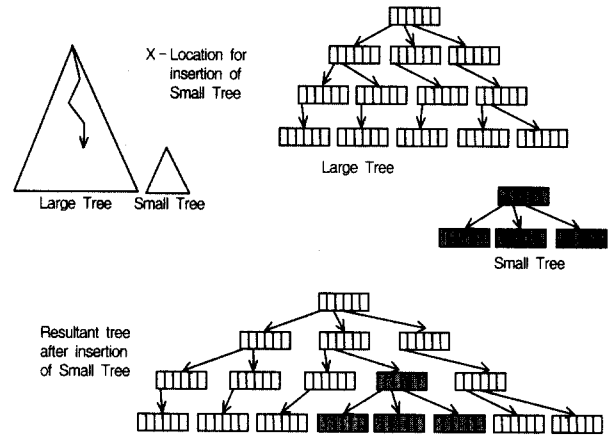 X – Location for
insertion of
Small Tree
Large Tree
Small Tree
Large Tree
Small Tree
Resultant tree
after insertion
of Small Tree